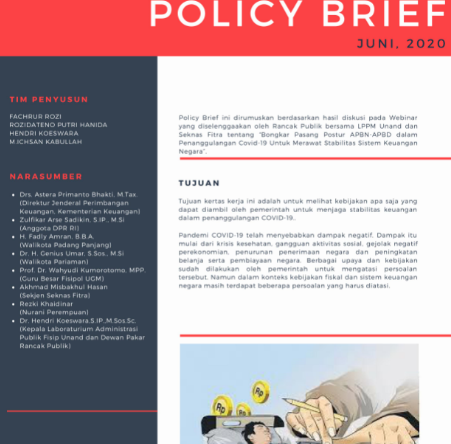 POLICY BRIEF
JUNI, 2020
TIM PENYUSUN
FACHRUR ROZI
ROZIDATENO PUTRI HANIDA
HENDRI KOESWARA
M.ICHSAN KABULLAH
NARASUMBER
• Drs. Astera Primanto Bhakti, M.Tax.
(Direktur Jenderal Perimbangan
Keuangan, Kementerian Keuangan)
• Zulfikar Arse Sadikin, S.IP., M.Si
(Anggota DPR RI)
• H. Fadly Amran, B.B.A.
(Walikota Padang Panjang)
• Dr. H. Genius Umar, S.Sos., M.Si
(Walikota Pariaman)
• Prof. Dr. Wahyudi Kumorotomo, MPP.
(Guru Besar Fisipol UGM)
• Akhmad Misbakhul Hasan
(Sekjen Seknas Fitra)
• Rezki Khaidinar
(Nurani Perempuan)
• Dr. Hendri Koeswara,S.IP.,M.Sos.Sc.
(Kepala Laboraturium Administrasi
Publik Fisip Unand dan Dewan Pakar
Rancak Publik)
Policy Brief ini dirumuskan berdasarkan hasil diskusi pada Webinar
yang diselenggaakan oleh Rancak Publik bersama LPPM Unand dan
Seknas Fitra tentang "Bongkar Pasang Postur APBN-APBD dalam
Penanggulangan Covid-19 Untuk Merawat Stabilitas Sistem Keuangan
Negara".
TUJUAN
Tujuan kertas kerja ini adalah untuk melihat kebijakan apa saja yang
dapat diambil oleh pemerintah untuk menjaga stabilitas keuangan
dalam penanggulangan COVID-19..
Pandemi COVID-19 telah menyebabkan dampak negatif. Dampak itu
mulai dari krisis kesehatan, gangguan aktivitas sosial, gejolak negatif
perekonomian, penurunan penerimaan negara dan peningkatan
belanja serta pembiayaan negara. Berbagai upaya dan kebijakan
sudah dilakukan oleh pemerintah untuk mengatasi persoalan
tersebut. Namun dalam konteks kebijakan fiskal dan sistem keuangan
negara masih terdapat beberapa persoalan yang harus diatasi.
Rp
Rp